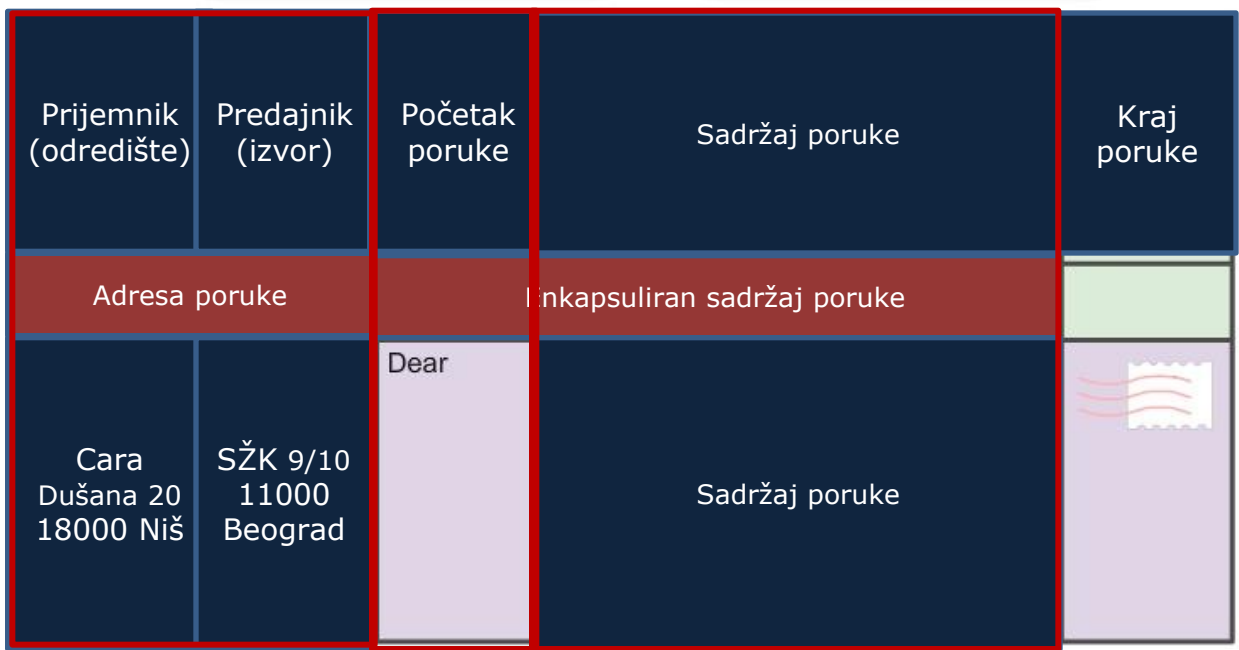 Prijemnik
(odredište)
Predajnik
(izvor)
Početak
poruke
Sadržaj poruke
Kraj
poruke
Adresa poruke
Enkapsuliran sadržaj poruke
Cara
Dušana 20
18000 Niš
SŽK 9/10
11000
Beograd
Dear
Sadržaj poruke